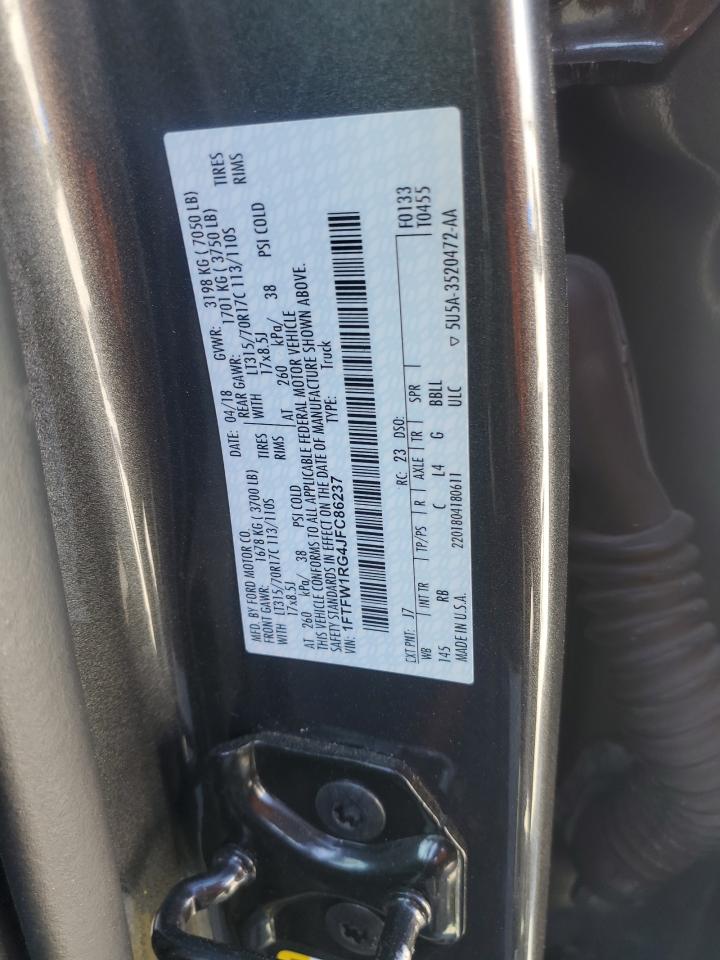 MFD. BY FORD MOTOR CO. DATE: 04/18 GVWR: 3198 KG ( 7050 LB)
FRONT GAWR: 1678 KG ( 3700 LB) REAR GAWR: 1701 KG ( 3750 LB)
WITH LT315/70R17C 113/110S TIRES WITH LT315/70R17C 113/110S TIRES
17x8.5J RIMS 17x8.5J RIMS
AT 260 kPa/ 38 PSI COLD AT 260 kPa/ 38 PSI COLD
THIS VEHICLE CONFORMS TO ALL APPLICABLE FEDERAL MOTOR VEHICLE
SAFETY STANDARDS IN EFFECT ON THE DATE OF MANUFACTURE SHOWN ABOVE.
VIN: 1FTFW1RG4JFC86237 TYPE: Truck
EXT PNT: J7 RC: 23 DSO: F0133
WB INT TR TP/PS R AXLE TR SPR T0455
145 RB C L4 G BBLL
MADE IN U.S.A. 2201804180611 ULC ▽ 5U5A-3520472-AA